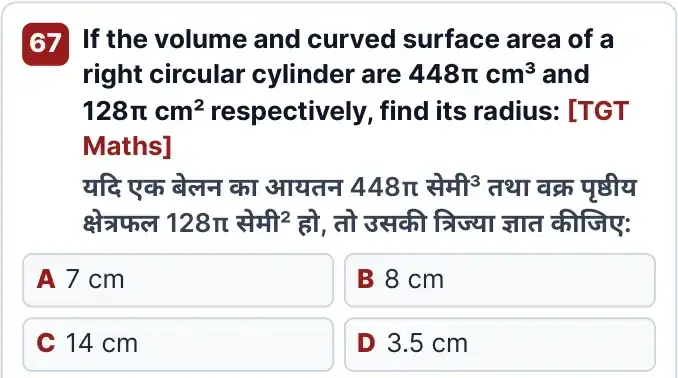 67 If the volume and curved surface area of a
right circular cylinder are 448π cm³ and
128π cm² respectively, find its radius: [TGT
Maths]
यदि एक बेलन का आयतन 448π सेमी³ तथा वक्र पृष्ठीय
क्षेत्रफल 128π सेमी² हो, तो उसकी त्रिज्या ज्ञात कीजिए:
A 7 cm B 8 cm
C 14 cm D 3.5 cm